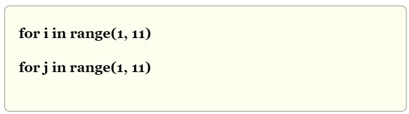 for i in range(1, 11)
for j in range(1, 11)